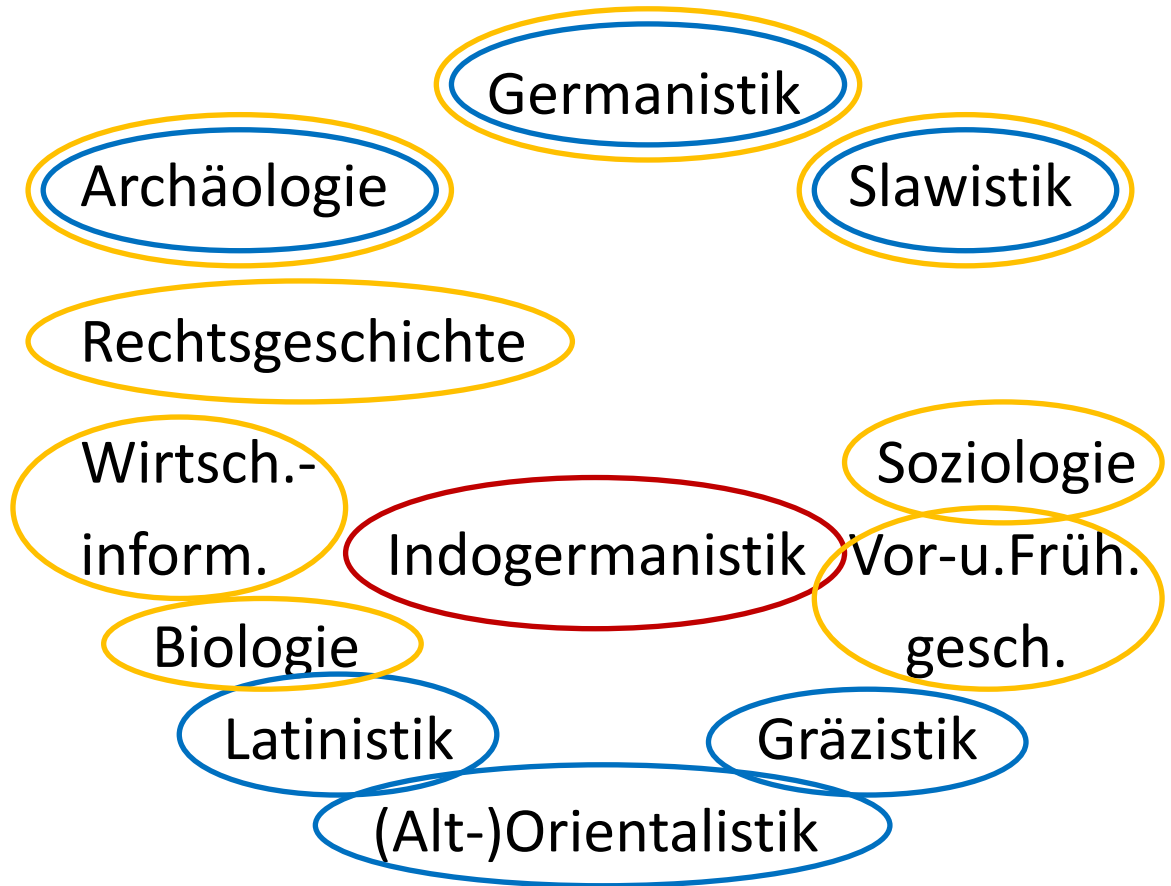 Germanistik
Archäologie
Slawistik
Rechtsgeschichte
Wirtsch.-
inform.
Soziologie
Indogermanistik
Vor-u.Früh.
gesch.
Biologie
Latinistik
Gräzistik
(Alt-)Orientalistik